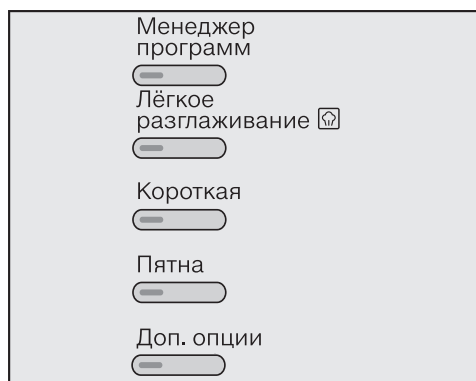 Менеджер
программ
Лёгкое
разглаживание
Короткая
Пятна
Доп. опции